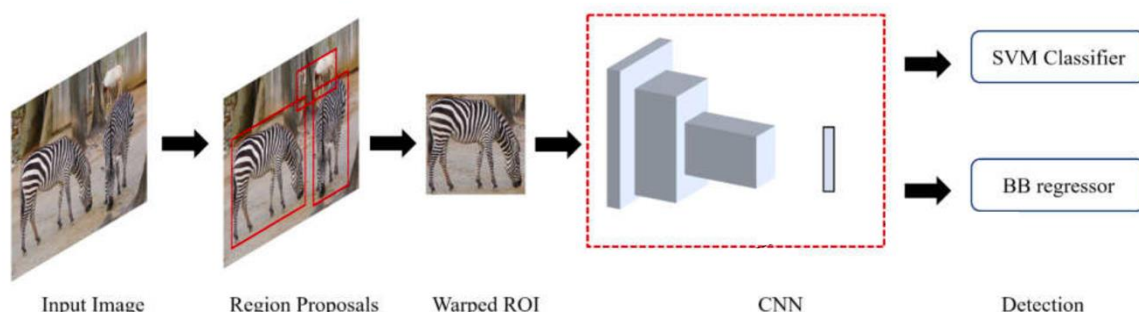 SVM Classifier
BB regressor
Input Image
Region Proposals
Warped ROI
CNN
Detection